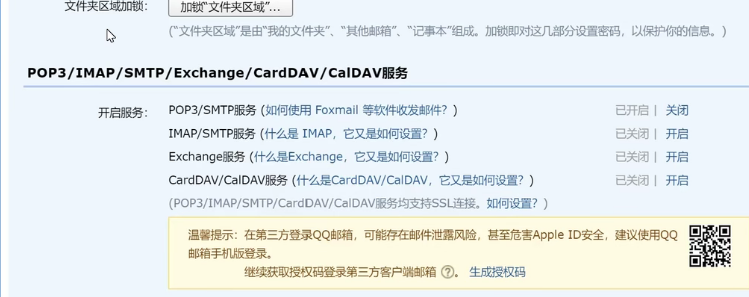 文件夹区域加锁： 加锁“文件夹区域”...
(“文件夹区域”是由“我的文件夹”、“其他邮箱”、“记事本”组成。加锁即对这几部分设置密码，以保护你的信息。)
POP3/IMAP/SMTP/Exchange/CardDAV/CalDAV服务
开启服务： POP3/SMTP服务 (如何使用 Foxmail 等软件收发邮件？) 已开启 | 关闭
IMAP/SMTP服务 (什么是 IMAP，它又是如何设置？) 已关闭 | 开启
Exchange服务 (什么是Exchange，它又是如何设置？) 已关闭 | 开启
CardDAV/CalDAV服务 (什么是CardDAV/CalDAV，它又是如何设置？) 已关闭 | 开启
(POP3/IMAP/SMTP/CardDAV/CalDAV服务均支持SSL连接。如何设置？)
温馨提示：在第三方登录QQ邮箱，可能存在邮件泄露风险，甚至危害Apple ID安全，建议使用QQ
邮箱手机版登录。
继续获取授权码登录第三方客户端邮箱 ?。 生成授权码